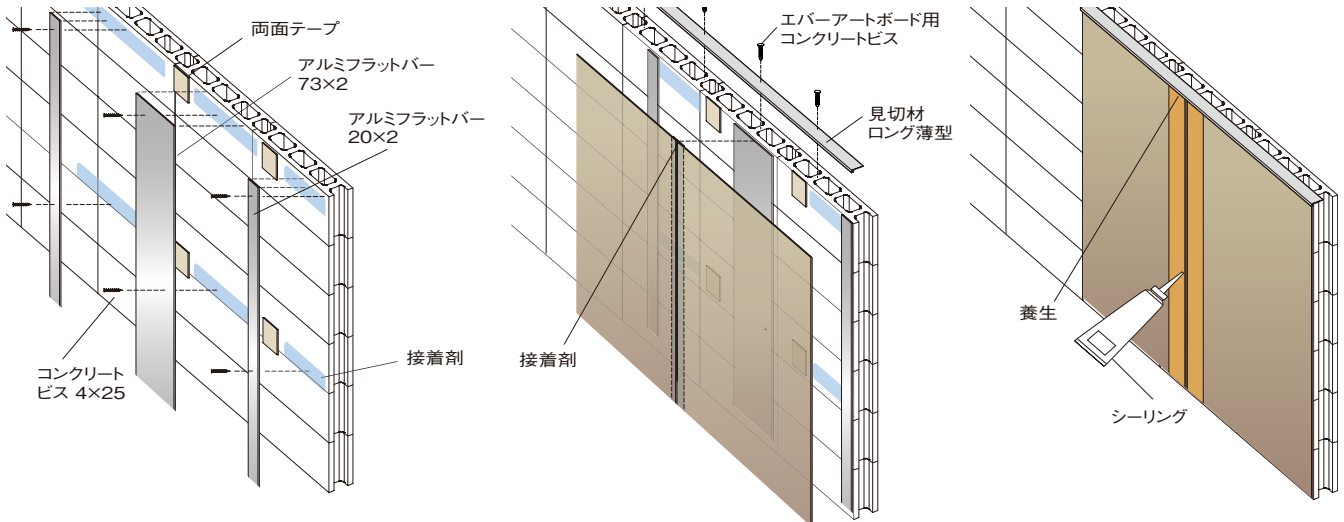 両面テープ
アルミフラットバー
73×2
アルミフラットバー
20×2
コンクリート
ビス 4×25
接着剤
エバーアートボード用
コンクリートビス
見切材
ロング薄型
接着剤
養生
シーリング